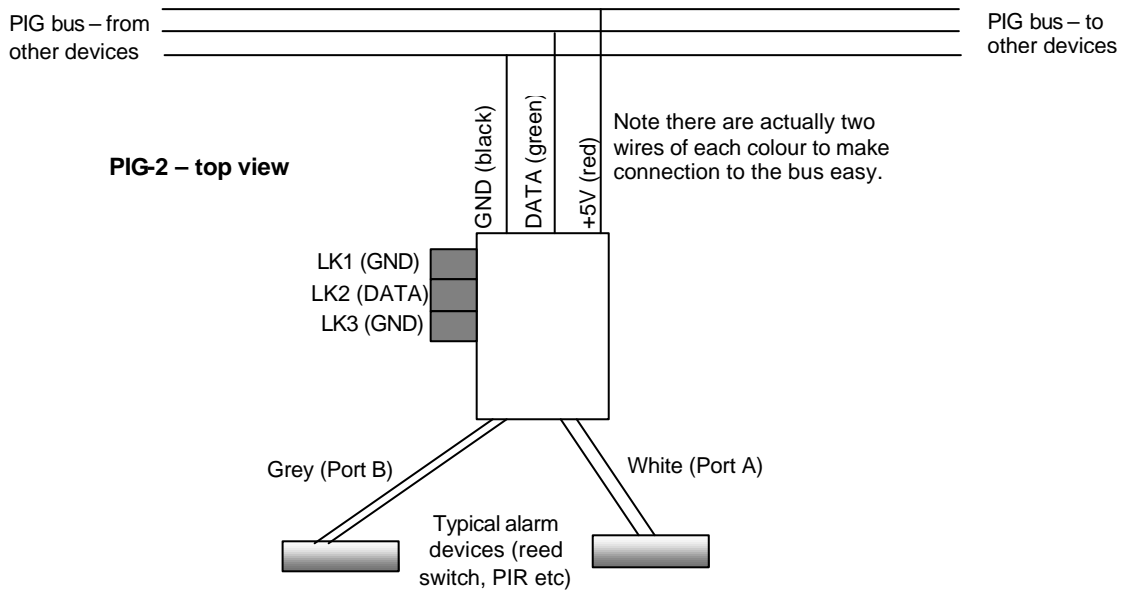 PIG bus – from
other devices
PIG bus – to
other devices
GND (black)
DATA (green)
+5V (red)
Note there are actually two
wires of each colour to make
connection to the bus easy.
PIG-2 – top view
LK1 (GND)
LK2 (DATA)
LK3 (GND)
Grey (Port B)
White (Port A)
Typical alarm
devices (reed
switch, PIR etc)